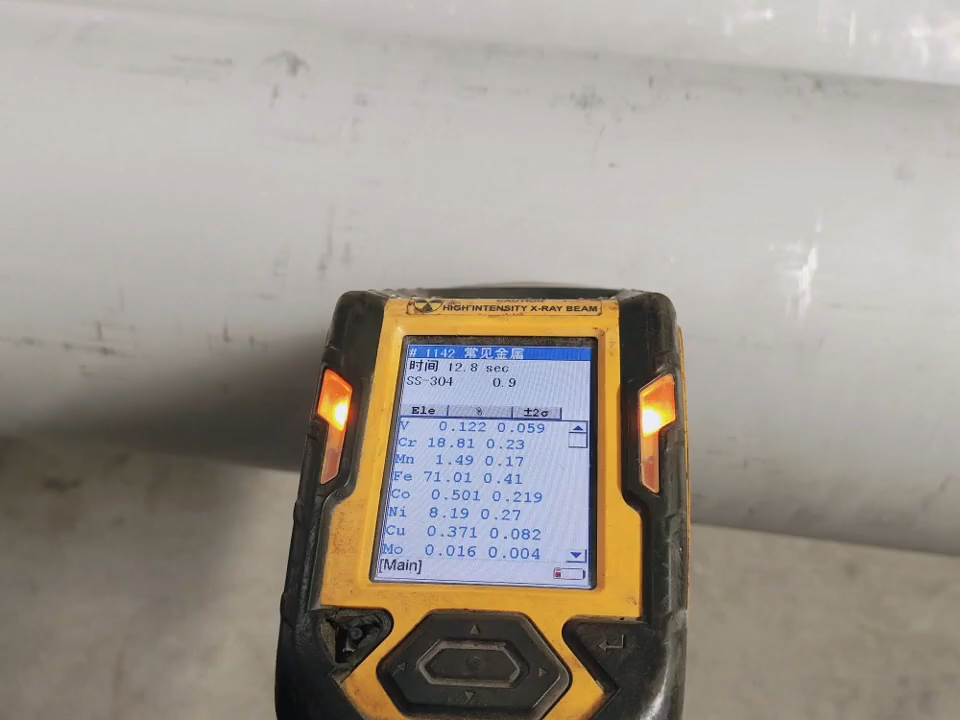 CAUTION
HIGH INTENSITY X-RAY BEAM
# 1142 常见金属
时间 12.8 sec
SS-304 0.9
Ele % ±2σ
V 0.122 0.059
Cr 18.81 0.23
Mn 1.49 0.17
Fe 71.01 0.41
Co 0.501 0.219
Ni 8.19 0.27
Cu 0.371 0.082
Mo 0.016 0.004
[Main]